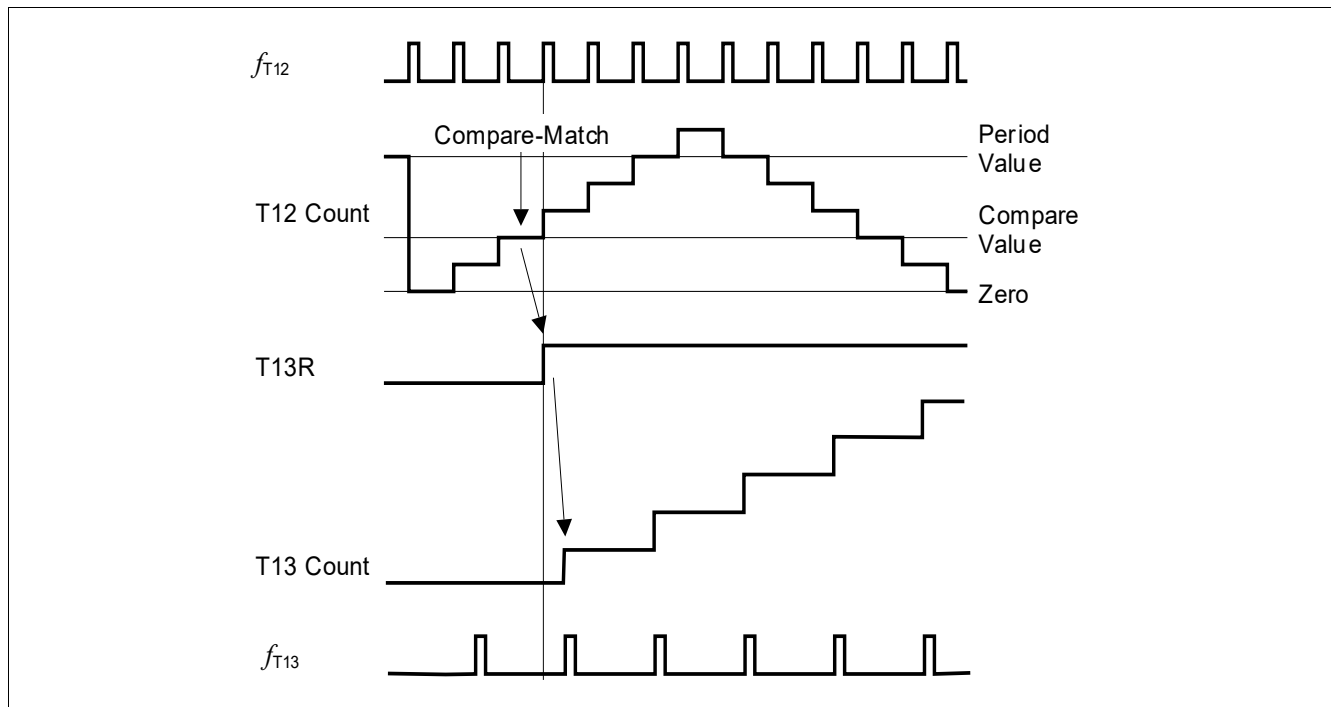 fT12
Compare-Match
Period
Value
T12 Count
Compare
Value
Zero
T13R
T13 Count
fT13